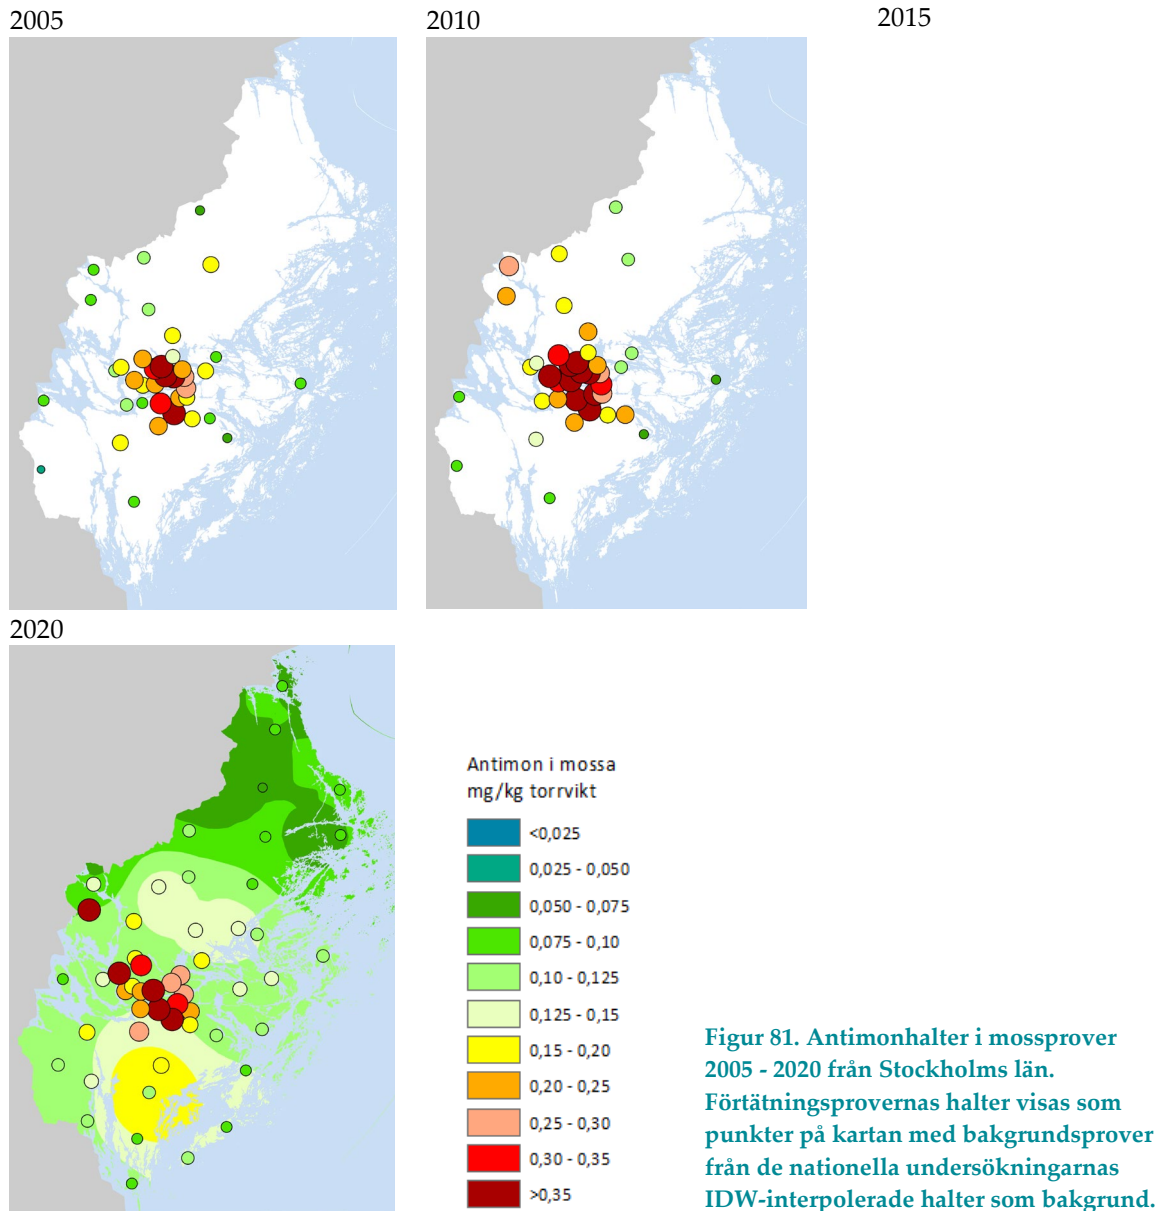 2005
2010
2015
2020
Antimon i mossa
mg/kg torrvikt
<0,025
0,025 - 0,050
0,050 - 0,075
0,075 - 0,10
0,10 - 0,125
0,125 - 0,15
0,15 - 0,20
0,20 - 0,25
0,25 - 0,30
0,30 - 0,35
>0,35
Figur 81. Antimonhalter i mossprover
2005 - 2020 från Stockholms län.
Förtätningsprovernas halter visas som
punkter på kartan med bakgrundsprover
från de nationella undersökningarnas
IDW-interpolerade halter som bakgrund.